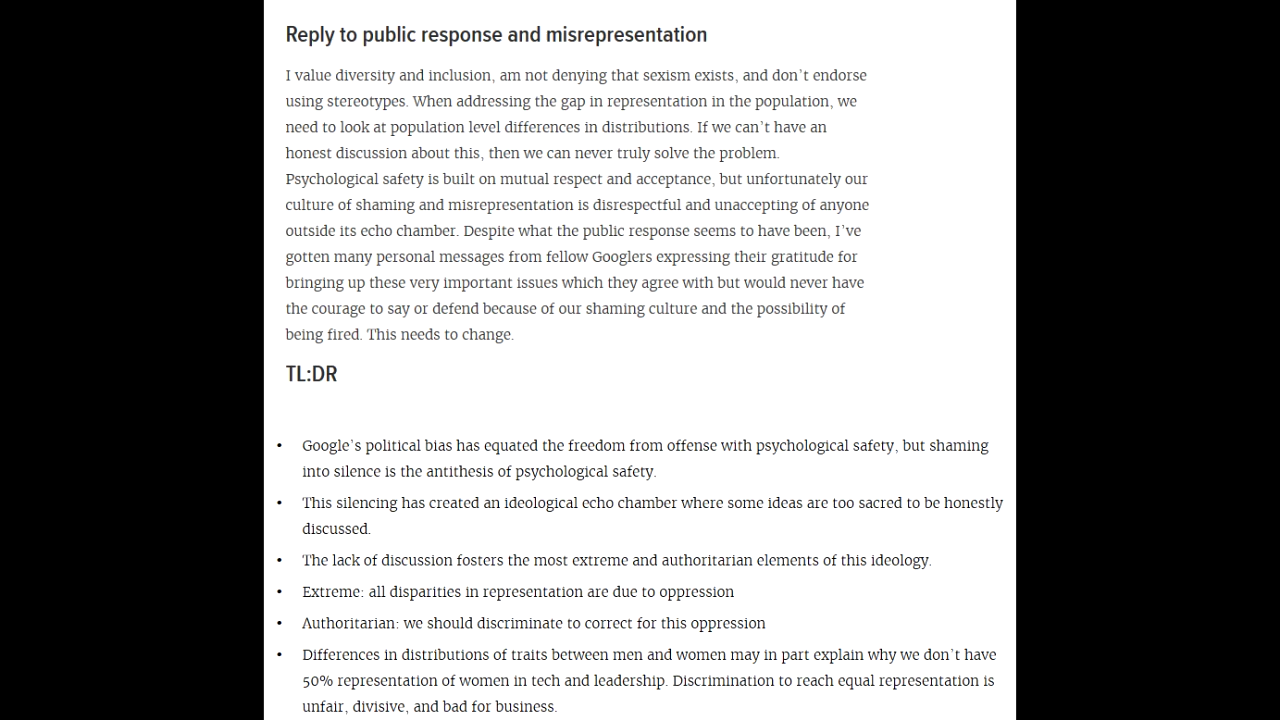 Reply to public response and misrepresentation
I value diversity and inclusion, am not denying that sexism exists, and don’t endorse
using stereotypes. When addressing the gap in representation in the population, we
need to look at population level differences in distributions. If we can’t have an
honest discussion about this, then we can never truly solve the problem.
Psychological safety is built on mutual respect and acceptance, but unfortunately our
culture of shaming and misrepresentation is disrespectful and unaccepting of anyone
outside its echo chamber. Despite what the public response seems to have been, I’ve
gotten many personal messages from fellow Googlers expressing their gratitude for
bringing up these very important issues which they agree with but would never have
the courage to say or defend because of our shaming culture and the possibility of
being fired. This needs to change.
TL:DR
• Google’s political bias has equated the freedom from offense with psychological safety, but shaming
into silence is the antithesis of psychological safety.
• This silencing has created an ideological echo chamber where some ideas are too sacred to be honestly
discussed.
• The lack of discussion fosters the most extreme and authoritarian elements of this ideology.
• Extreme: all disparities in representation are due to oppression
• Authoritarian: we should discriminate to correct for this oppression
• Differences in distributions of traits between men and women may in part explain why we don’t have
50% representation of women in tech and leadership. Discrimination to reach equal representation is
unfair, divisive, and bad for business.